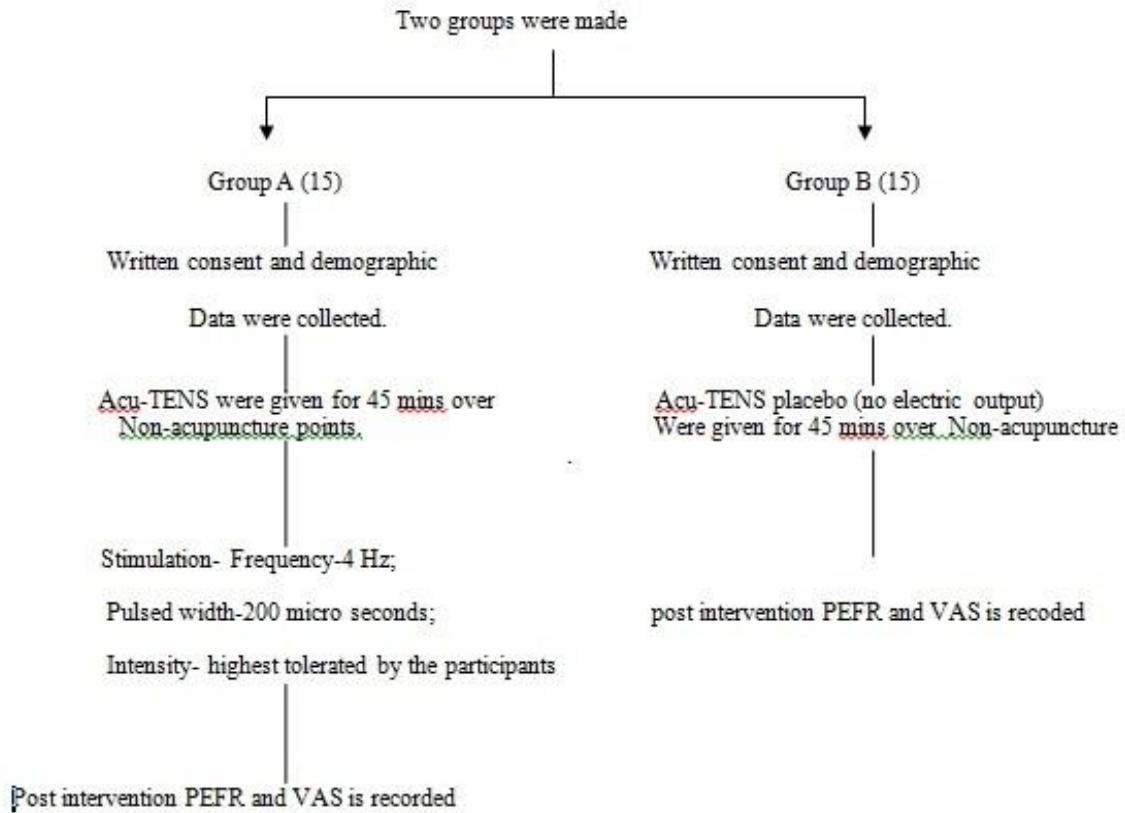 Two groups were made
Group A (15)
Group B (15)
Written consent and demographic
Data were collected.
Written consent and demographic
Data were collected.
Acu-TENS were given for 45 mins over
Non-acupuncture points.
Acu-TENS placebo (no electric output)
Were given for 45 mins over Non-acupuncture
Stimulation- Frequency-4 Hz;
Pulsed width-200 micro seconds;
Intensity- highest tolerated by the participants
post intervention PEFR and VAS is recoded
Post intervention PEFR and VAS is recorded